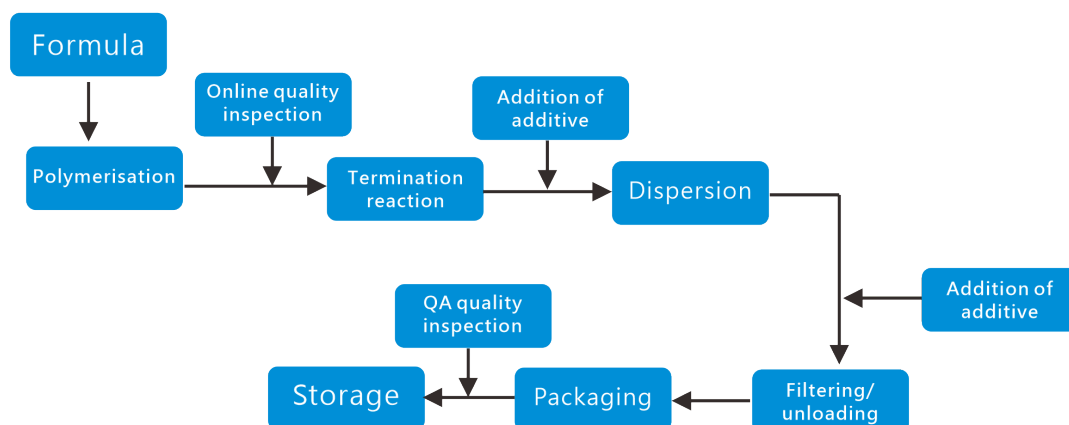 Formula
Online quality
inspection
Addition of
additive
Polymerisation
Termination
reaction
Dispersion
Addition of
additive
QA quality
inspection
Storage
Packaging
Filtering/
unloading